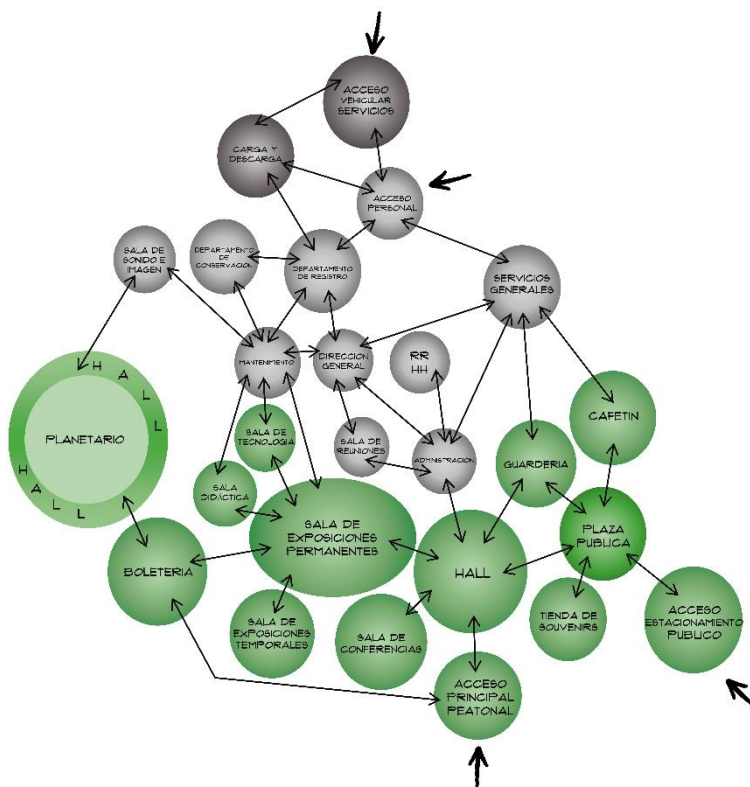 ACCESO
VEHICULAR
SERVICIOS
CARGA Y
DESCARGA
ACCESO
PERSONAL
SALA DE
SONIDO E
IMAGEN
DEPARTAMENTO
DE
CONSERVACION
DEPARTAMENTO
DE REGISTRO
SERVICIOS
GENERALES
MANTENIMIENTO
DIRECCION
GENERAL
RR
HH
HALL
PLANETARIO
HALL
SALA DE
TECNOLOGIA
SALA DE
REUNIONES
ADMINISTRACION
GUARDERIA
CAFETIN
SALA
DIDÁCTICA
SALA DE
EXPOSICIONES
PERMANENTES
BOLETERIA
HALL
PLAZA
PUBLICA
SALA DE
EXPOSICIONES
TEMPORALES
SALA DE
CONFERENCIAS
TIENDA DE
SOUVENIRS
ACCESO
ESTACIONAMIENTO
PUBLICO
ACCESO
PRINCIPAL
PEATONAL